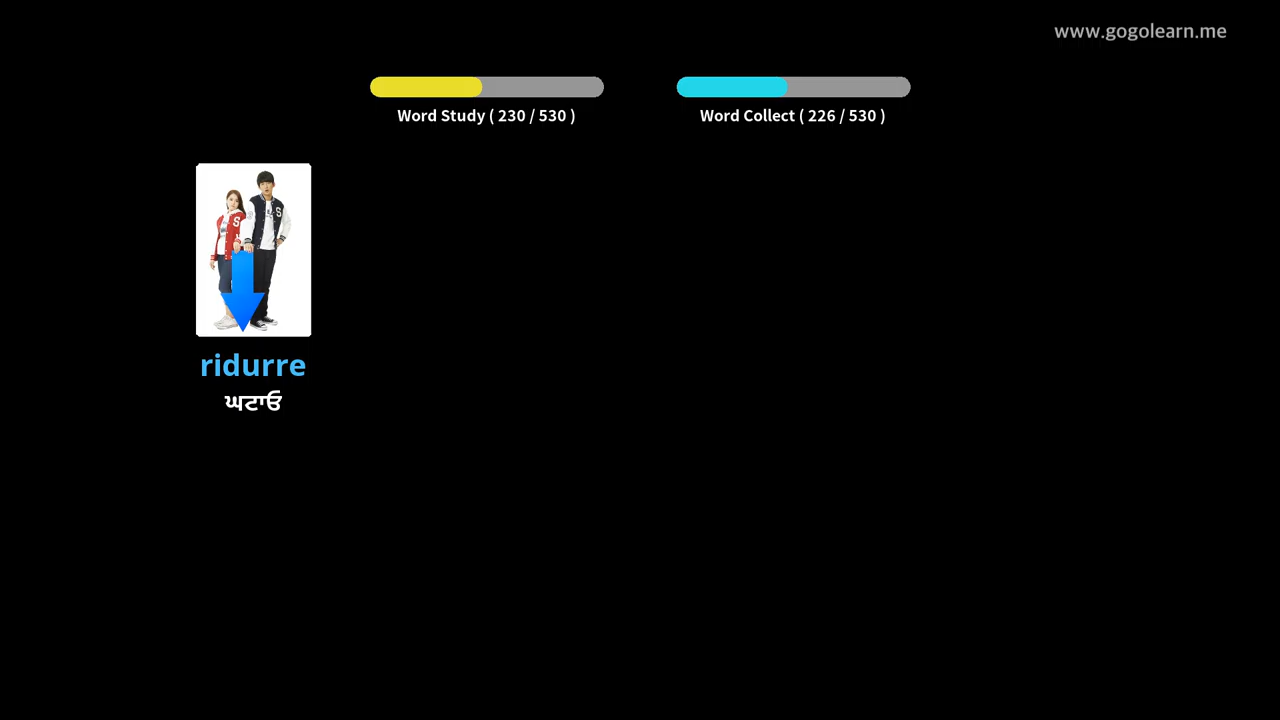 www.gogolearn.me
Word Study ( 230 / 530 )
Word Collect ( 226 / 530 )
S
S
ridurre
ਘਟਾਓ